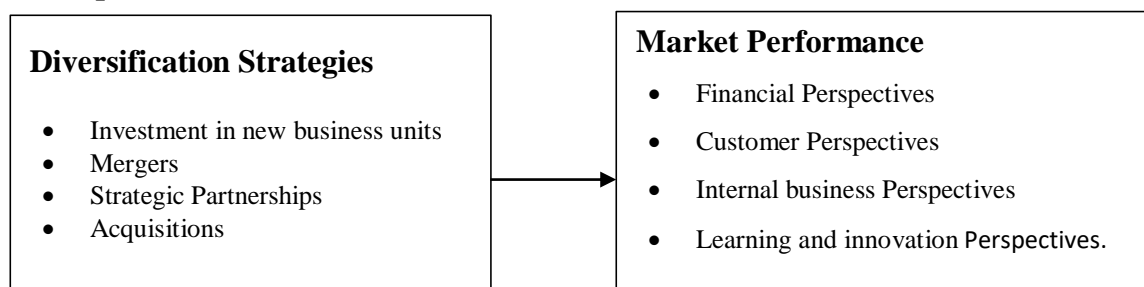 Diversification Strategies
• Investment in new business units
• Mergers
• Strategic Partnerships
• Acquisitions
Market Performance
• Financial Perspectives
• Customer Perspectives
• Internal business Perspectives
• Learning and innovation Perspectives.